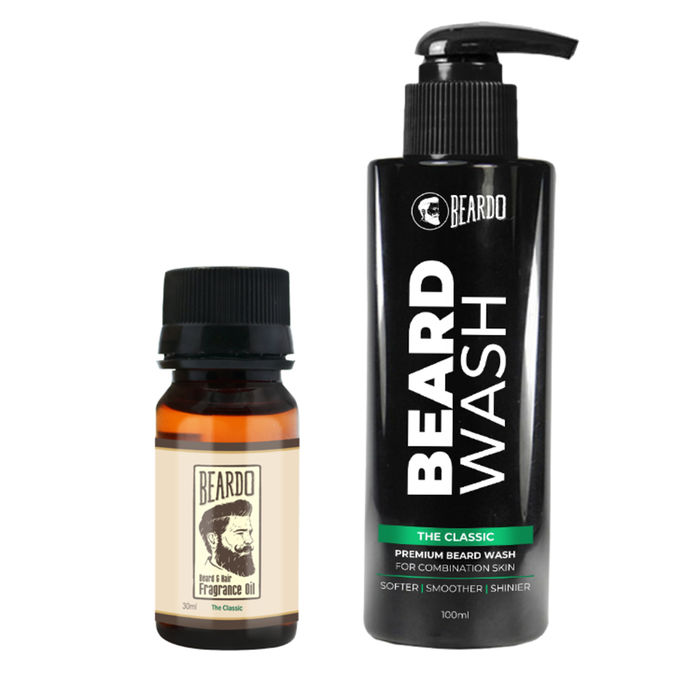 BEARDO
Beard & Hair
Fragrance Oil
30ml The Classic
BEARDO
BEARD
WASH
THE CLASSIC
PREMIUM BEARD WASH
FOR COMBINATION SKIN
SOFTER | SMOOTHER | SHINIER
100ml